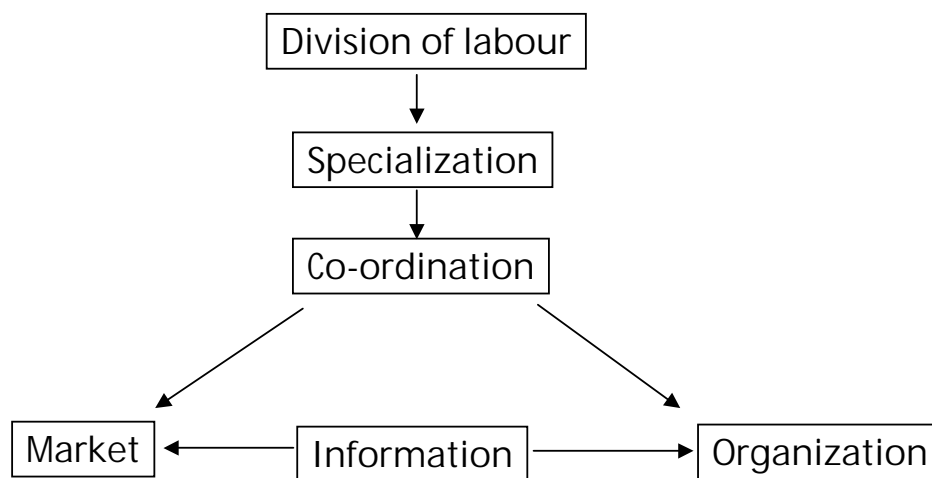 Division of labour
Specialization
Co-ordination
Market
Information
Organization